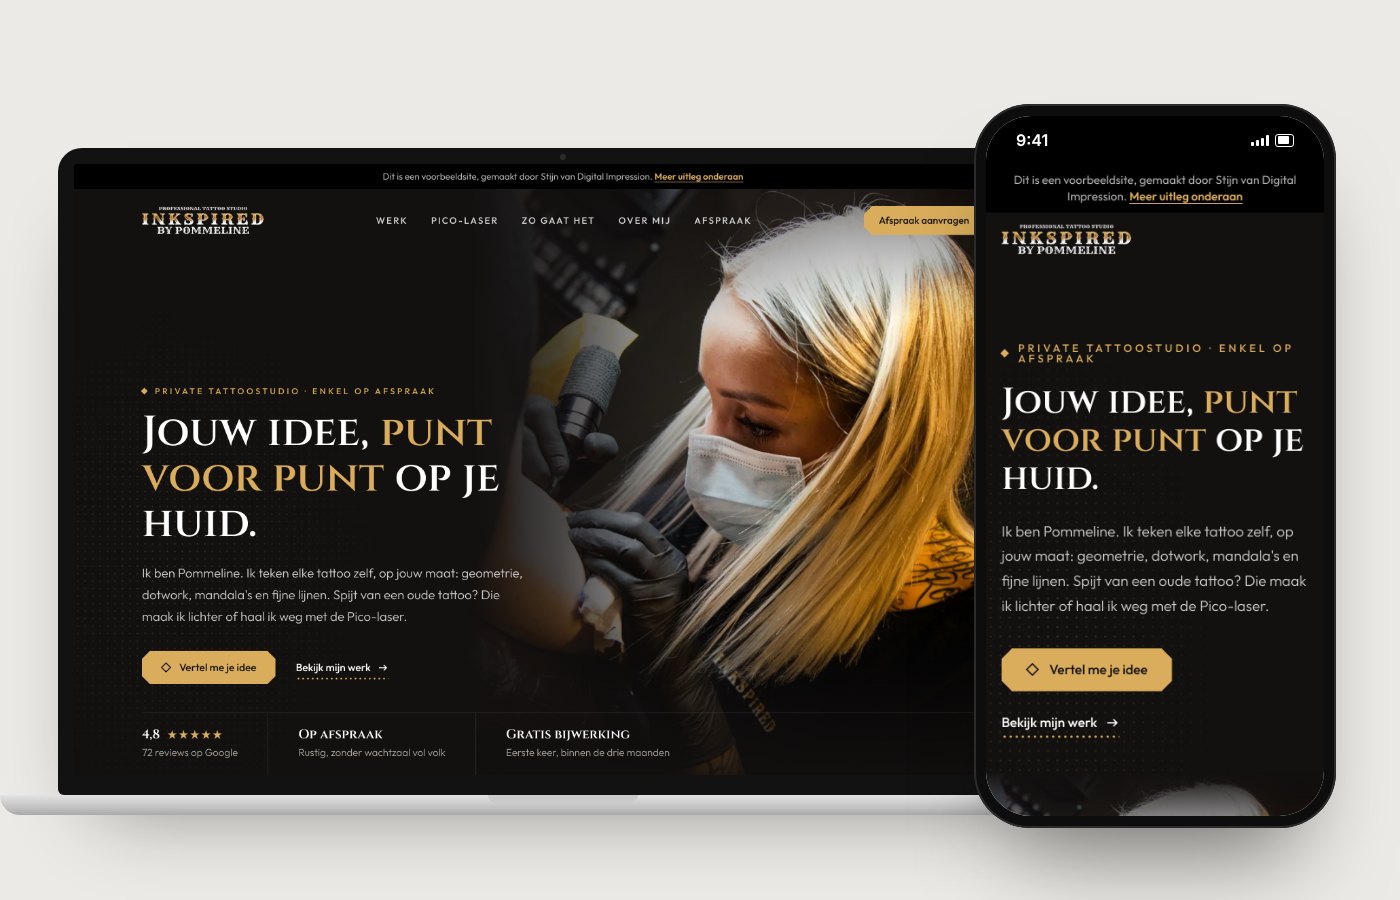 Dit is een voorbeeldsite, gemaakt door Stijn van Digital Impression. Meer uitleg onderaan
PROFESSIONAL TATTOO STUDIO
INKSPIRED
BY POMMELINE
WERK PICO-LASER ZO GAAT HET OVER MIJ AFSPRAAK
Afspraak aanvragen
PRIVATE TATTOOSTUDIO · ENKEL OP AFSPRAAK
JOUW IDEE, PUNT
VOOR PUNT OP JE
HUID.
Ik ben Pommeline. Ik teken elke tattoo zelf, op jouw maat: geometrie,
dotwork, mandala's en fijne lijnen. Spijt van een oude tattoo? Die
maak ik lichter of haal ik weg met de Pico-laser.
Vertel me je idee
Bekijk mijn werk →
INKSPIRED
4,8 ★★★★★
72 reviews op Google
OP AFSPRAAK
Rustig, zonder wachtzaal vol volk
GRATIS BIJWERKING
Eerste keer, binnen de drie maanden
9:41
Dit is een voorbeeldsite, gemaakt door Stijn van Digital
Impression. Meer uitleg onderaan
PROFESSIONAL TATTOO STUDIO
INKSPIRED
BY POMMELINE
PRIVATE TATTOOSTUDIO · ENKEL OP
AFSPRAAK
JOUW IDEE, PUNT
VOOR PUNT OP JE
HUID.
Ik ben Pommeline. Ik teken elke tattoo zelf, op
jouw maat: geometrie, dotwork, mandala's en
fijne lijnen. Spijt van een oude tattoo? Die maak
ik lichter of haal ik weg met de Pico-laser.
Vertel me je idee
Bekijk mijn werk →